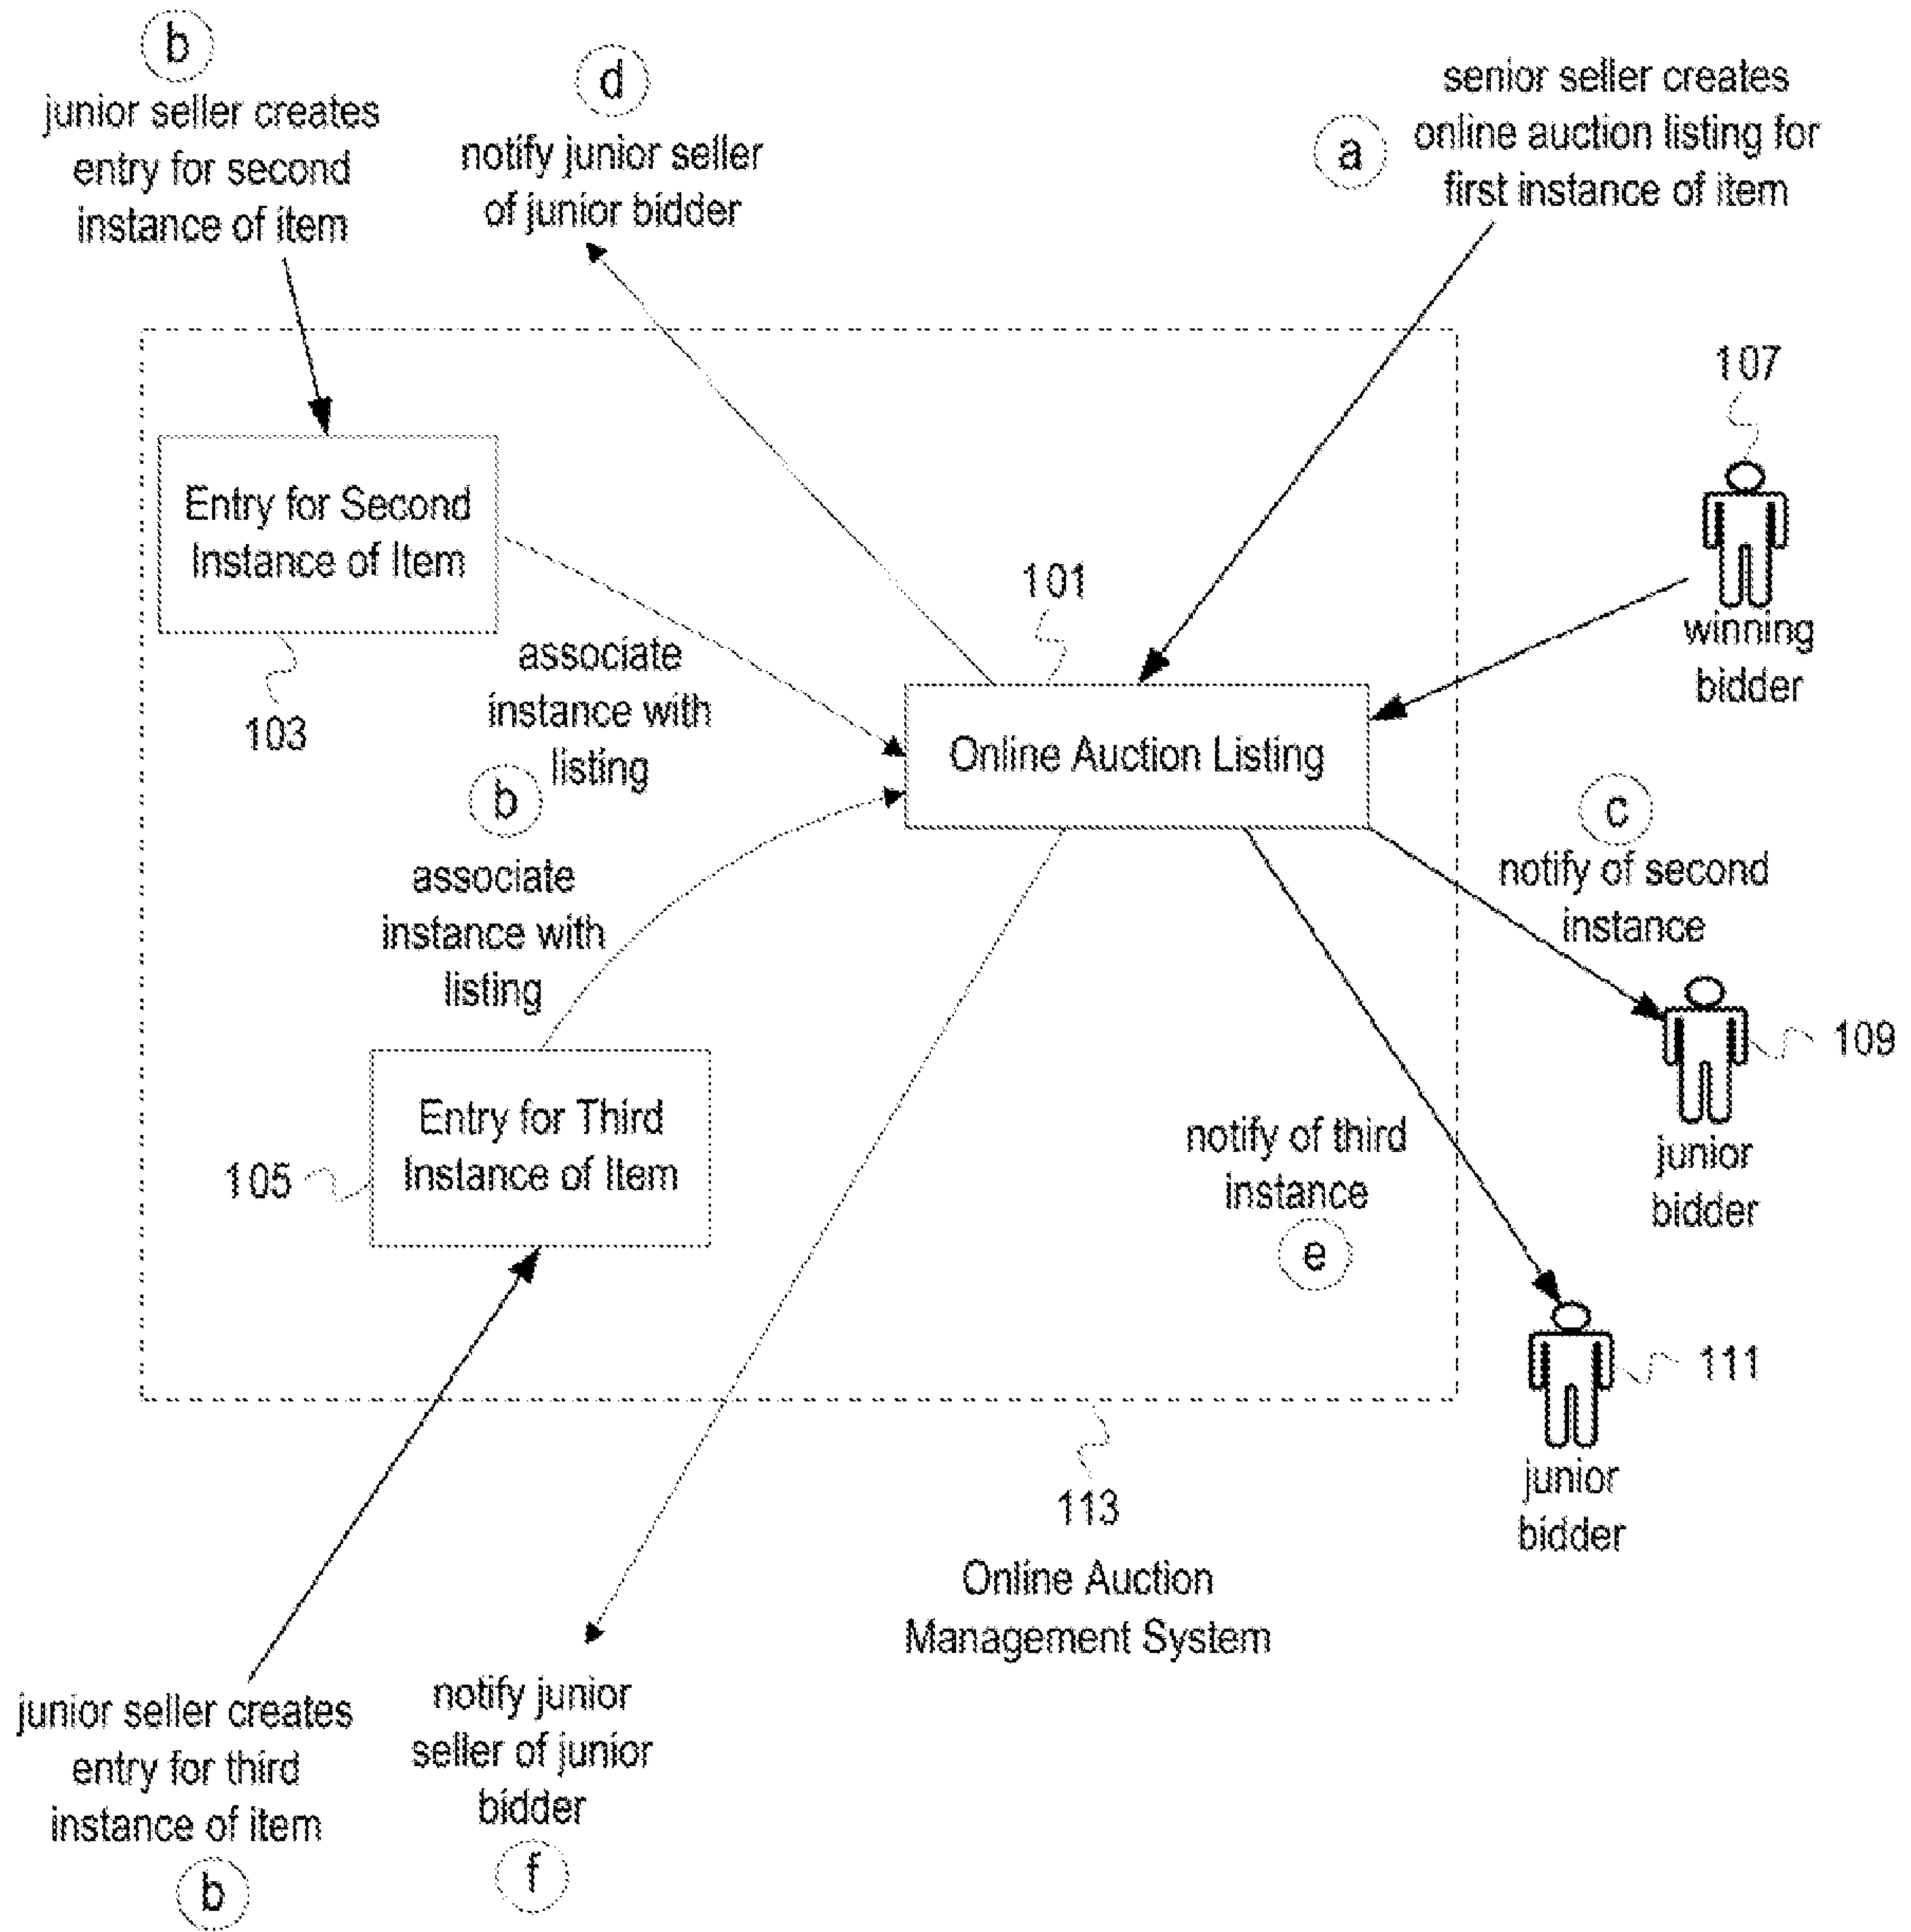 b
junior seller creates
entry for second
instance of item
d
notify junior seller
of junior bidder
a
senior seller creates
online auction listing for
first instance of item
107
winning
bidder
Entry for Second
Instance of Item
103
associate
instance with
listing
101
Online Auction Listing
b
associate
instance with
listing
c
notify of second
instance
109
junior
bidder
Entry for Third
Instance of Item
105
notify of third
instance
e
111
junior
bidder
113
Online Auction
Management System
junior seller creates
entry for third
instance of item
b
notify junior
seller of junior
bidder
f